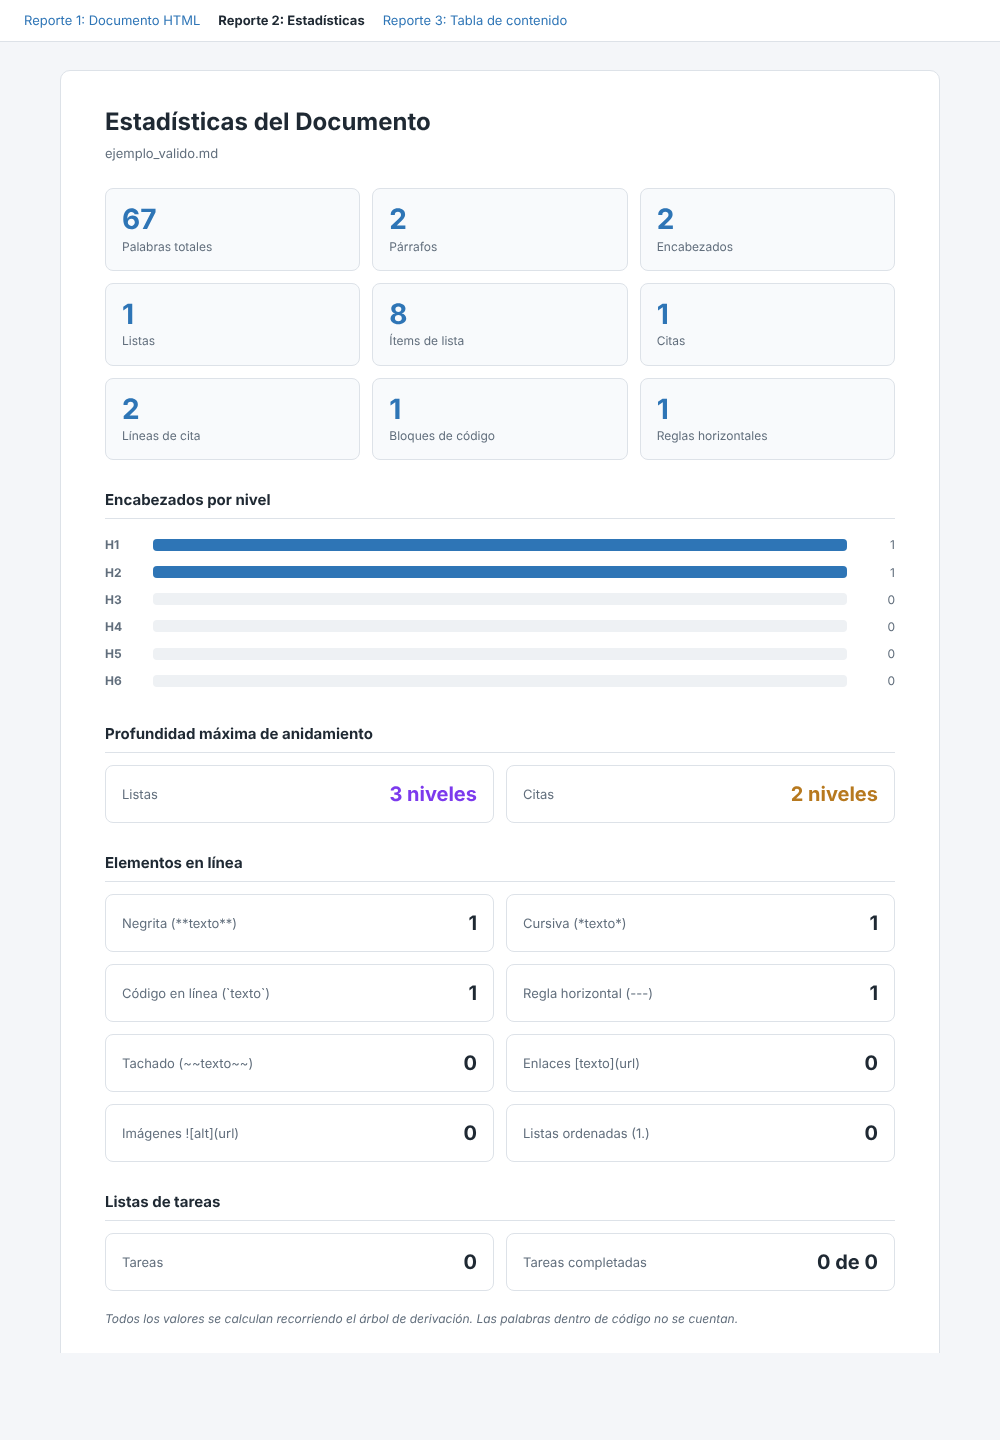 Reporte 1: Documento HTML Reporte 2: Estadísticas Reporte 3: Tabla de contenido
Estadísticas del Documento
ejemplo_valido.md
67
Palabras totales
2
Párrafos
2
Encabezados
1
Listas
8
Ítems de lista
1
Citas
2
Líneas de cita
1
Bloques de código
1
Reglas horizontales
Encabezados por nivel
H1 1
H2 1
H3 0
H4 0
H5 0
H6 0
Profundidad máxima de anidamiento
Listas 3 niveles
Citas 2 niveles
Elementos en línea
Negrita (**texto**) 1
Cursiva (*texto*) 1
Código en línea (`texto`) 1
Regla horizontal (---) 1
Tachado (~~texto~~) 0
Enlaces [texto](url) 0
Imágenes ![alt](url) 0
Listas ordenadas (1.) 0
Listas de tareas
Tareas 0
Tareas completadas 0 de 0
Todos los valores se calculan recorriendo el árbol de derivación. Las palabras dentro de código no se cuentan.